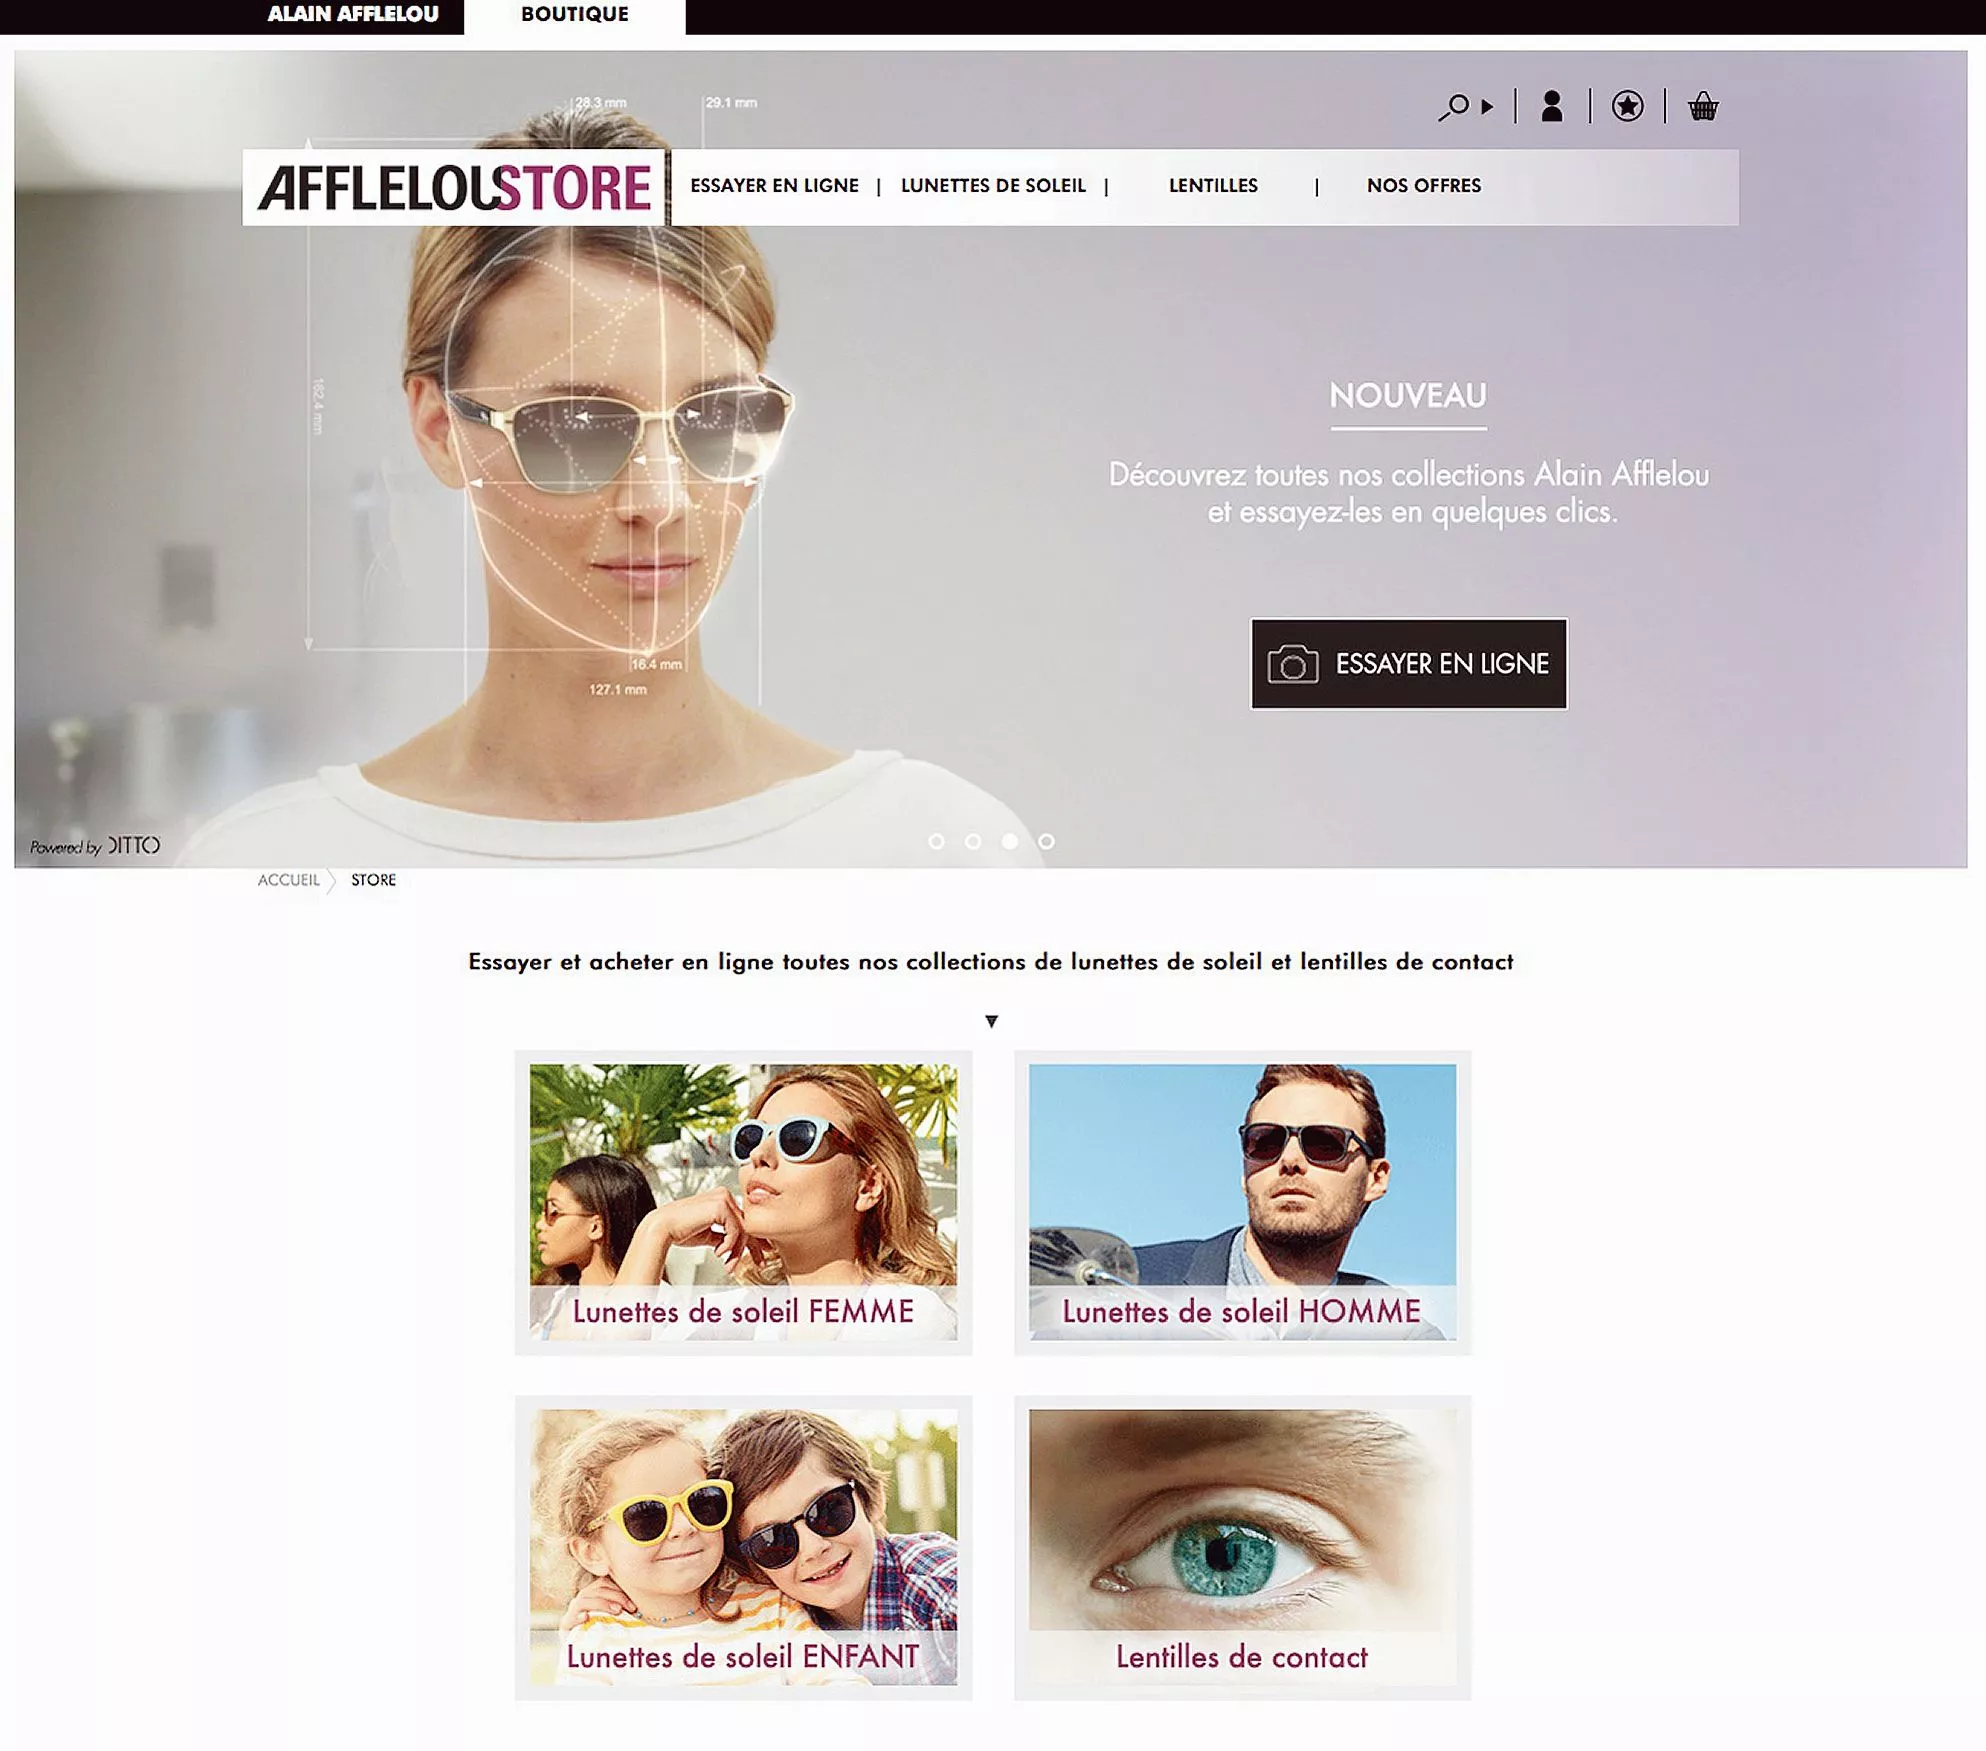 ALAIN AFFLELOU
BOUTIQUE
28.3 mm
29.1 mm
AFFLELOUSTORE
ESSAYER EN LIGNE | LUNETTES DE SOLEIL | LENTILLES | NOS OFFRES
162.4 mm
NOUVEAU
Découvrez toutes nos collections Alain Afflelou
et essayez-les en quelques clics.
ESSAYER EN LIGNE
16.4 mm
127.1 mm
Powered by DITTO
ACCUEIL
STORE
Essayer et acheter en ligne toutes nos collections de lunettes de soleil et lentilles de contact
Lunettes de soleil FEMME
Lunettes de soleil HOMME
Lunettes de soleil ENFANT
Lentilles de contact